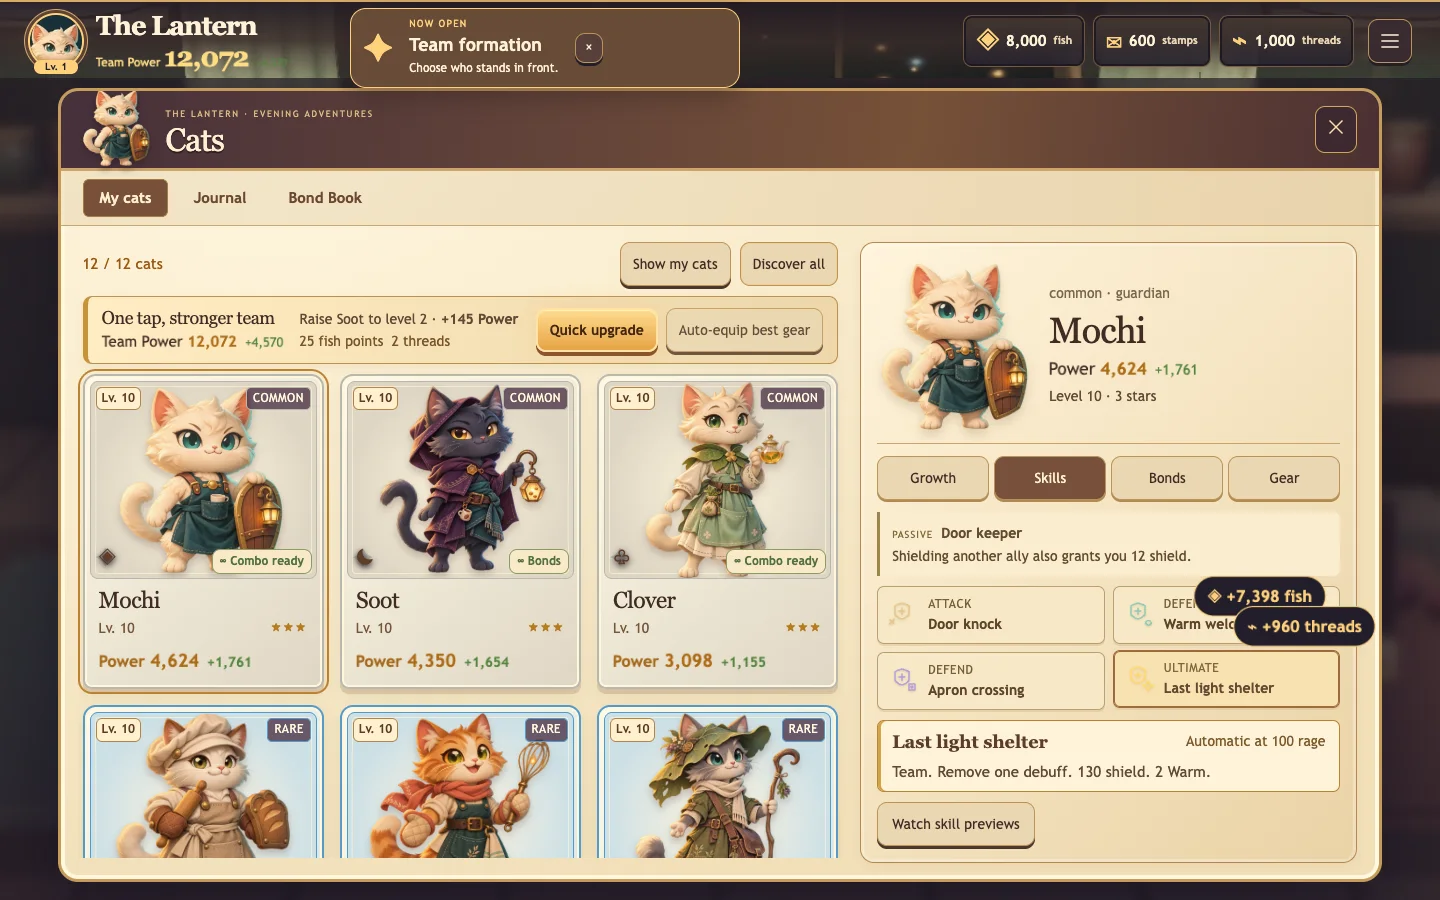 The Lantern
Team Power 12,072
Lv. 1
NOW OPEN
Team formation
Choose who stands in front.
×
8,000 fish
600 stamps
1,000 threads
THE LANTERN · EVENING ADVENTURES
Cats
My cats
Journal
Bond Book
12 / 12 cats
Show my cats
Discover all
One tap, stronger team
Team Power 12,072 +4,570
Raise Soot to level 2 · +145 Power
25 fish points 2 threads
Quick upgrade
Auto-equip best gear
Lv. 10
COMMON
∞ Combo ready
Mochi
Lv. 10
★★★
Power 4,624 +1,761
Lv. 10
COMMON
∞ Bonds
Soot
Lv. 10
★★★
Power 4,350 +1,654
Lv. 10
COMMON
∞ Combo ready
Clover
Lv. 10
★★★
Power 3,098 +1,155
Lv. 10
RARE
Lv. 10
RARE
Lv. 10
RARE
common · guardian
Mochi
Power 4,624 +1,761
Level 10 · 3 stars
Growth
Skills
Bonds
Gear
PASSIVE Door keeper
Shielding another ally also grants you 12 shield.
ATTACK
Door knock
Warm
+7,398 fish
+960 threads
DEFEND
Apron crossing
ULTIMATE
Last light shelter
Last light shelter
Automatic at 100 rage
Team. Remove one debuff. 130 shield. 2 Warm.
Watch skill previews